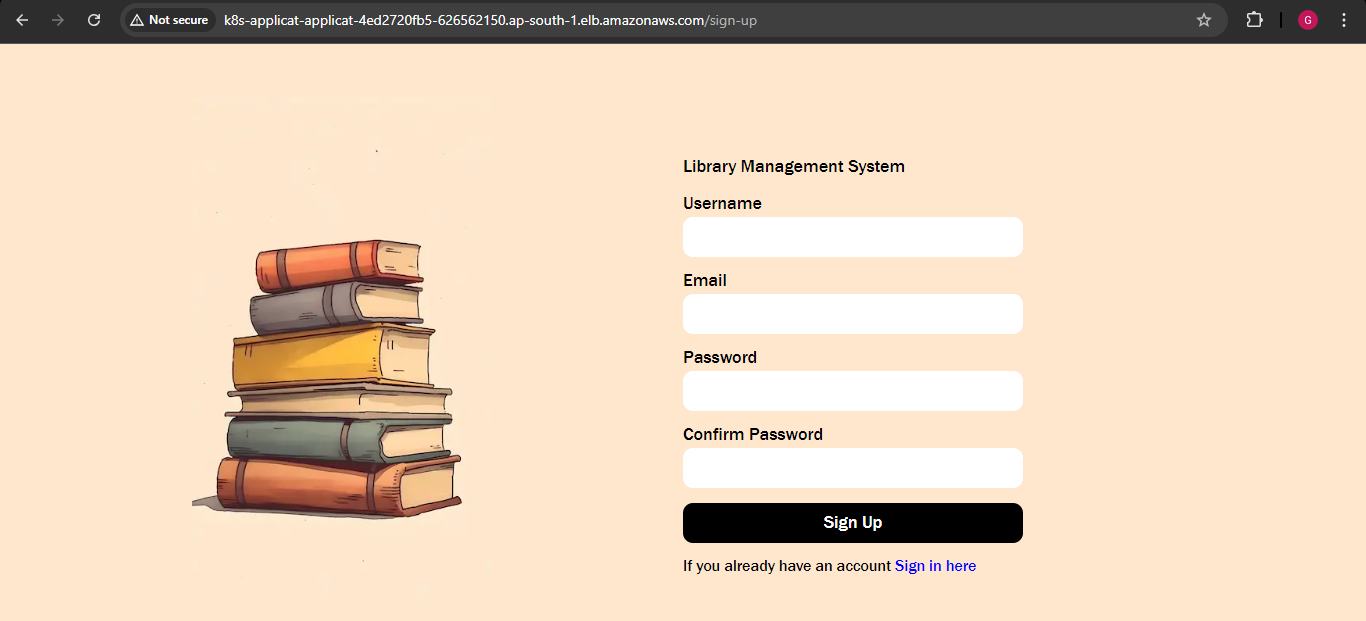 Not secure k8s-applicat-applicat-4ed2720fb5-626562150.ap-south-1.elb.amazonaws.com/sign-up G
Library Management System
Username
Email
Password
Confirm Password
Sign Up
If you already have an account Sign in here